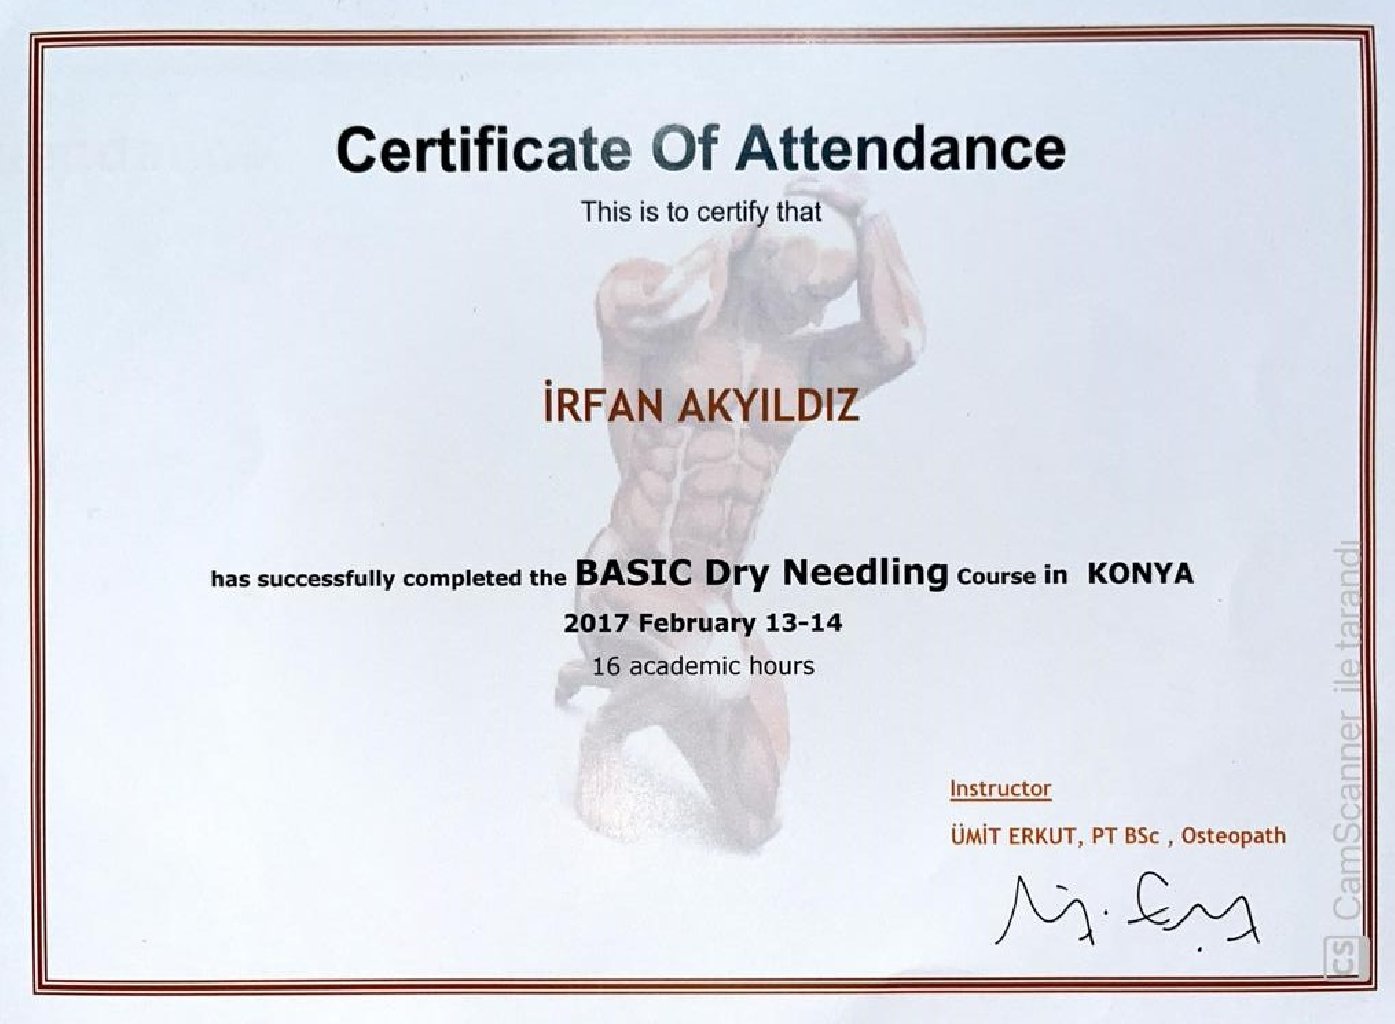 Certificate Of Attendance
This is to certify that
İRFAN AKYILDIZ
has successfully completed the BASIC Dry Needling Course in KONYA
2017 February 13-14
16 academic hours
Instructor
ÜMİT ERKUT, PT BSc , Osteopath
CS CamScanner ile tarandı